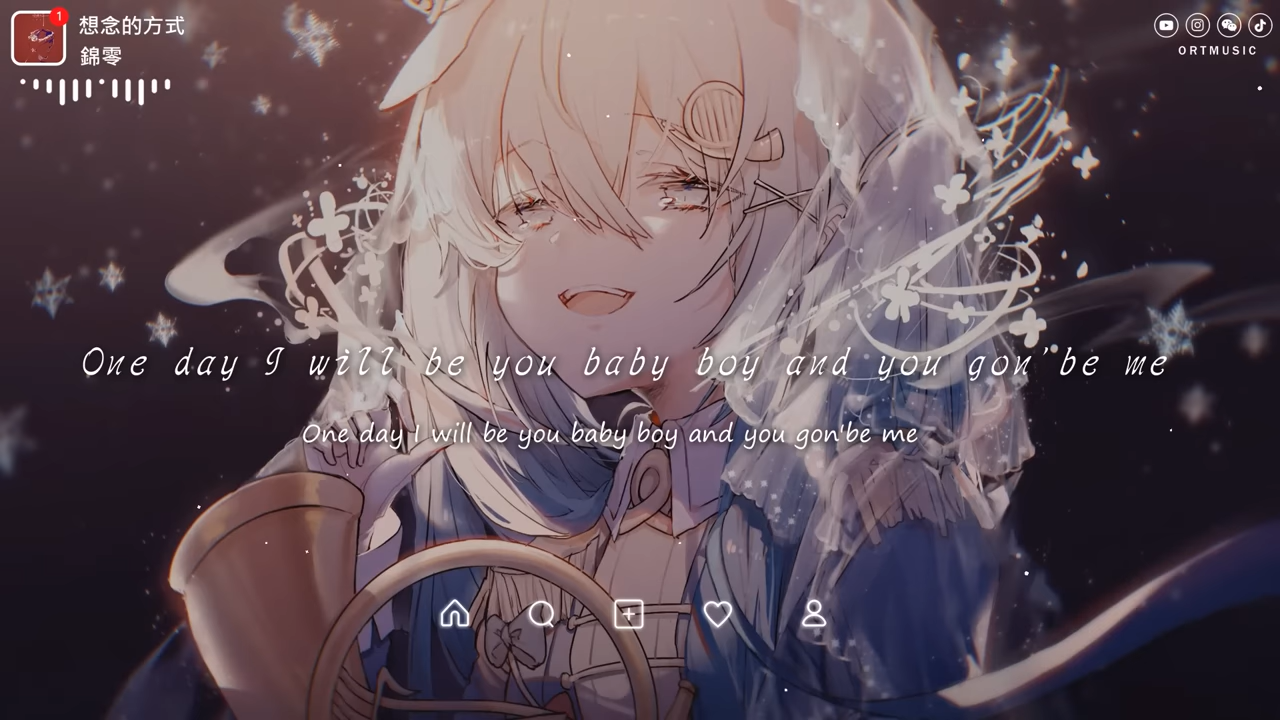 1
想念的方式
錦零
ORTMUSIC
One day I will be you baby boy and you gon'be me
One day I will be you baby boy and you gon'be me